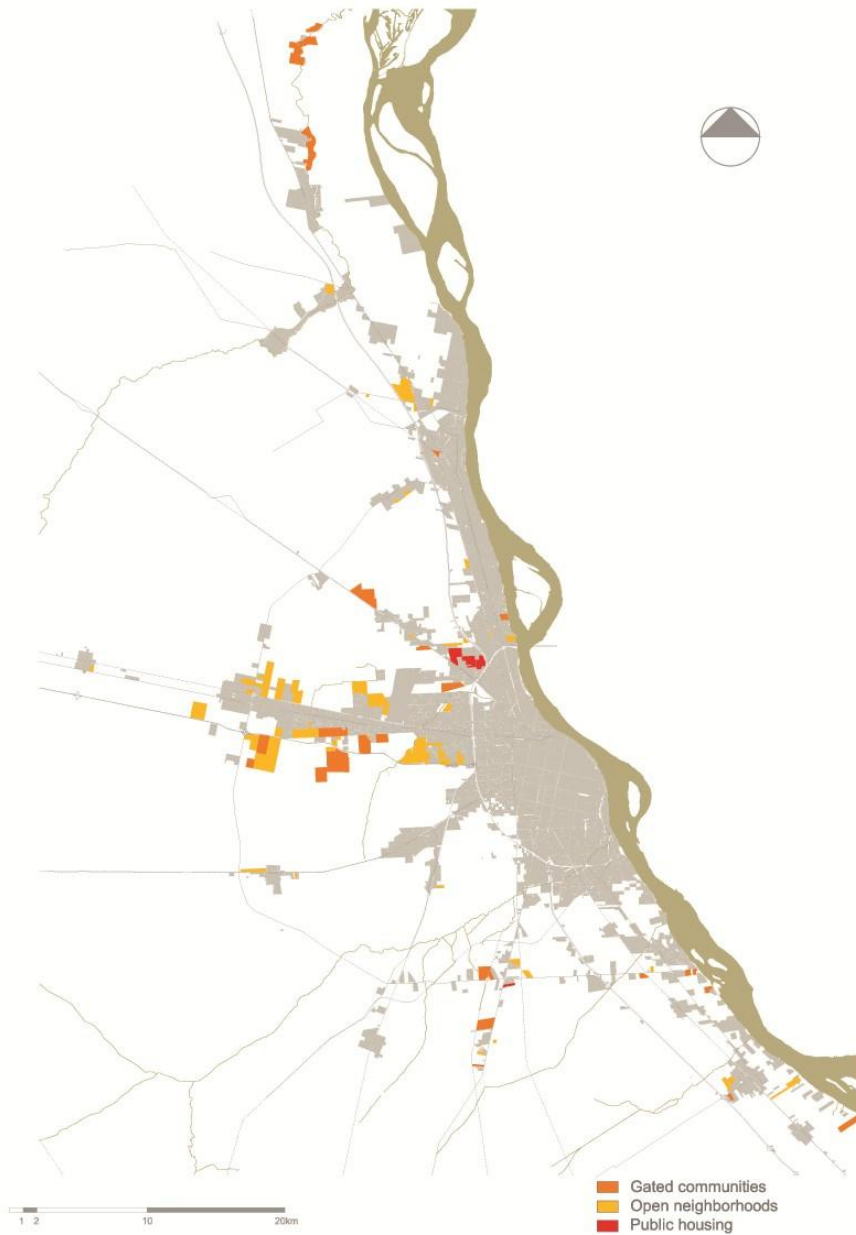 Gated communities
Open neighborhoods
Public housing
1 2 10 20km